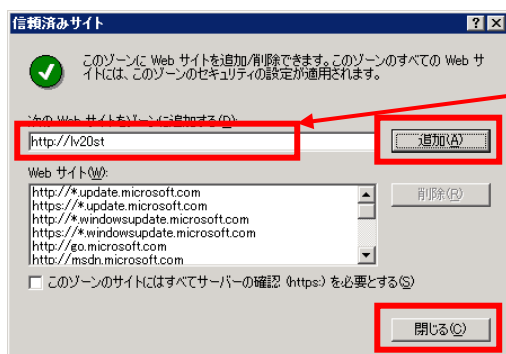 信頼済みサイト
このゾーンに Web サイトを追加/削除できます。このゾーンのすべての Web サ
イトには、このゾーンのセキュリティの設定が適用されます。
次の Web サイトをゾーンに追加する(D):
http://lv20st
追加(A)
Web サイト(W):
http://*.update.microsoft.com
https://*.update.microsoft.com
http://*.windowsupdate.microsoft.com
https://*.windowsupdate.microsoft.com
http://go.microsoft.com
http://msdn.microsoft.com
削除(R)
このゾーンのサイトにはすべてサーバーの確認 (https:) を必要とする(S)
閉じる(C)